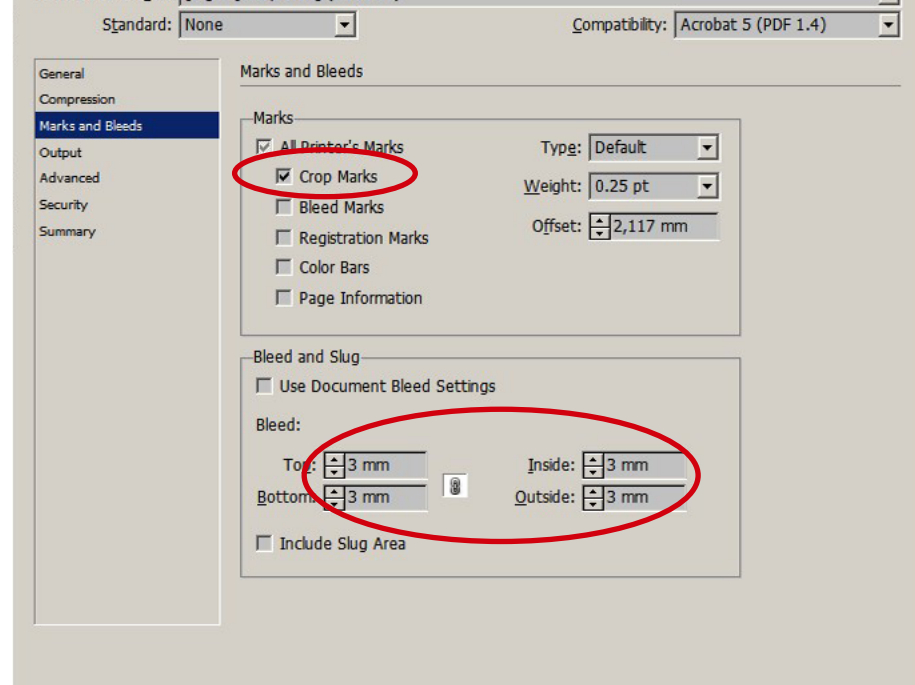 Standard: None Compatibility: Acrobat 5 (PDF 1.4)
General
Compression
Marks and Bleeds
Output
Advanced
Security
Summary
Marks and Bleeds
Marks
All Printer's Marks
Crop Marks
Bleed Marks
Registration Marks
Color Bars
Page Information
Type: Default
Weight: 0.25 pt
Offset: 2,117 mm
Bleed and Slug
Use Document Bleed Settings
Bleed:
Top: 3 mm Inside: 3 mm
Bottom: 3 mm Outside: 3 mm
Include Slug Area